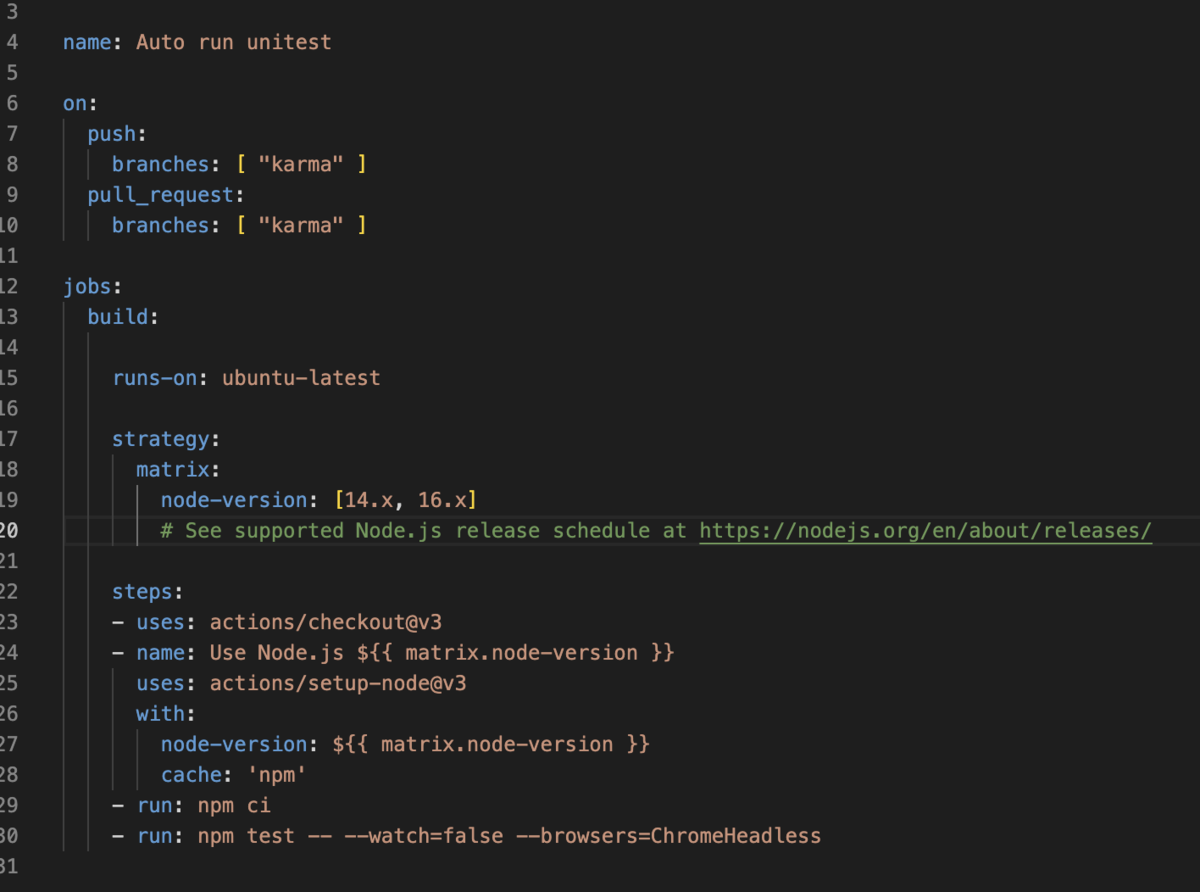 3
4 name: Auto run unitest
5
6 on:
7 push:
8 branches: [ "karma" ]
9 pull_request:
10 branches: [ "karma" ]
11
12 jobs:
13 build:
14
15 runs-on: ubuntu-latest
16
17 strategy:
18 matrix:
19 node-version: [14.x, 16.x]
20 # See supported Node.js release schedule at https://nodejs.org/en/about/releases/
21
22 steps:
23 - uses: actions/checkout@v3
24 - name: Use Node.js ${{ matrix.node-version }}
25 uses: actions/setup-node@v3
26 with:
27 node-version: ${{ matrix.node-version }}
28 cache: 'npm'
29 - run: npm ci
30 - run: npm test -- --watch=false --browsers=ChromeHeadless
31